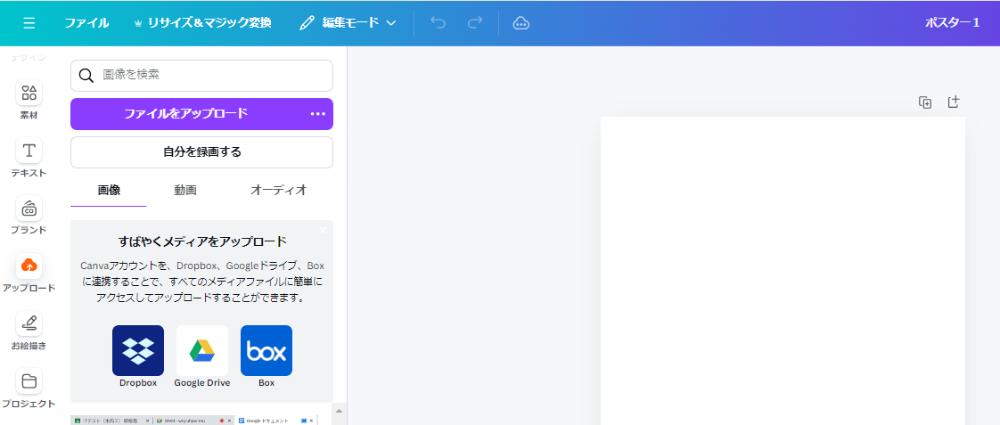 ファイル
リサイズ＆マジック変換
編集モード
ポスター１
デザイン
素材
テキスト
ブランド
アップロード
お絵描き
プロジェクト
画像を検索
ファイルをアップロード
自分を録画する
画像 動画 オーディオ
すばやくメディアをアップロード
Canvaアカウントを、Dropbox、Googleドライブ、Box
に連携することで、すべてのメディアファイルに簡単に
アクセスしてアップロードすることができます。
box
Dropbox Google Drive Box
Google ドキュメント